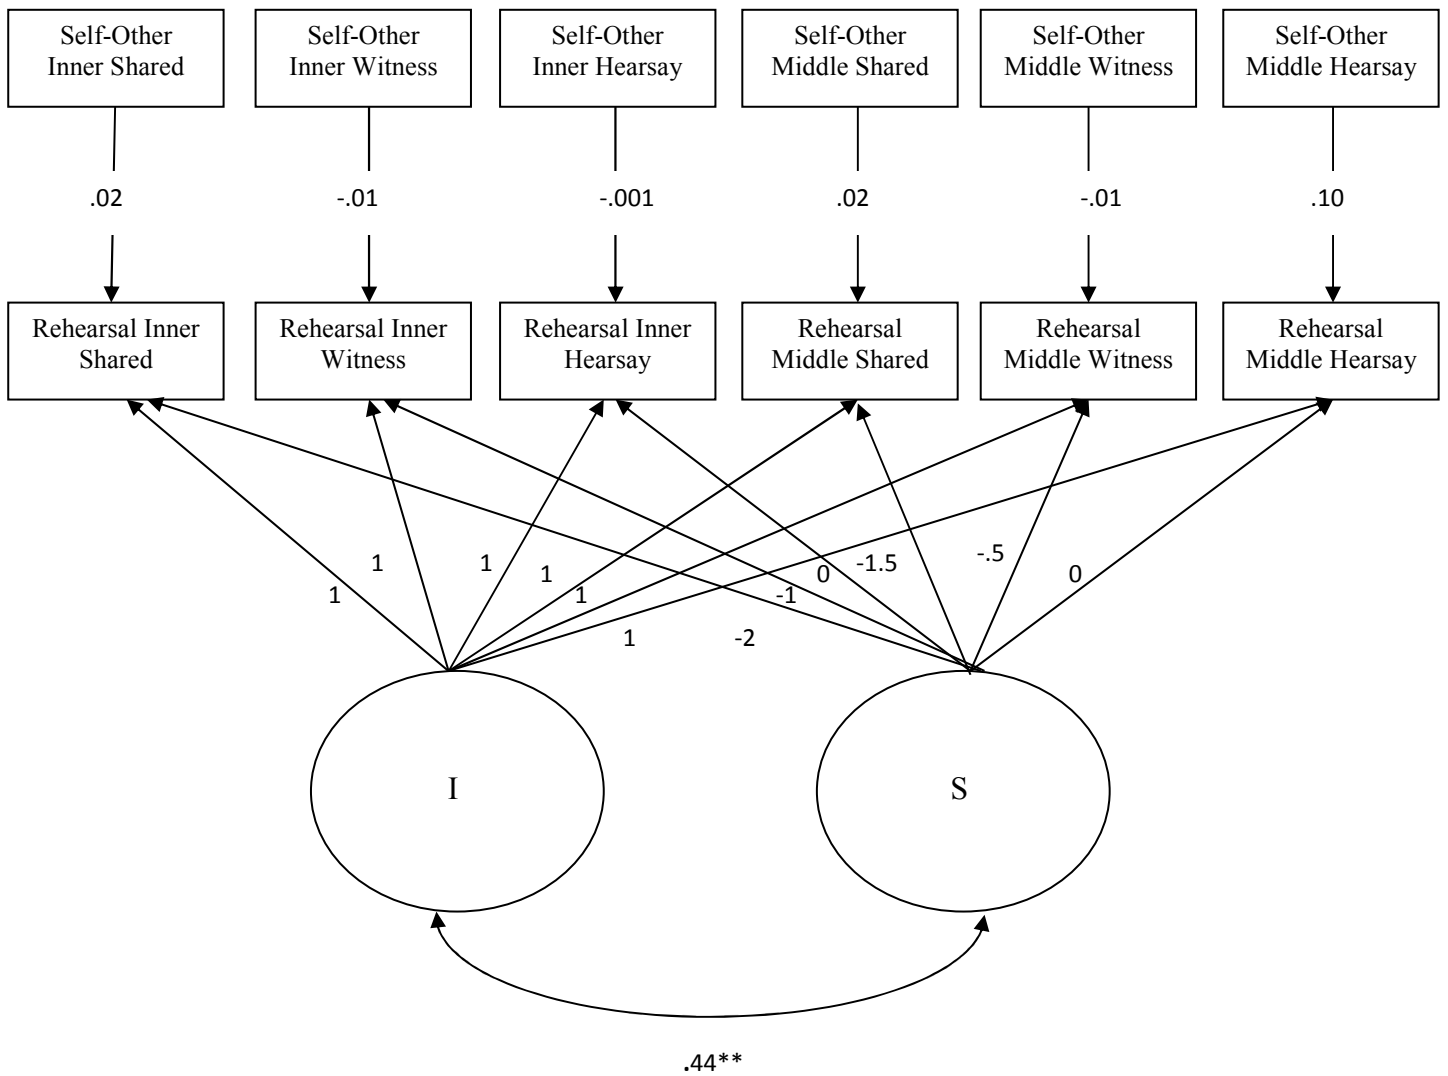 Self-Other
Inner Shared
Self-Other
Inner Witness
Self-Other
Inner Hearsay
Self-Other
Middle Shared
Self-Other
Middle Witness
Self-Other
Middle Hearsay
.02
-.01
-.001
.02
-.01
.10
Rehearsal Inner
Shared
Rehearsal Inner
Witness
Rehearsal Inner
Hearsay
Rehearsal
Middle Shared
Rehearsal
Middle Witness
Rehearsal
Middle Hearsay
1
1
1
1
1
1
-2
-1
0
-1.5
-.5
0
I
S
.44**